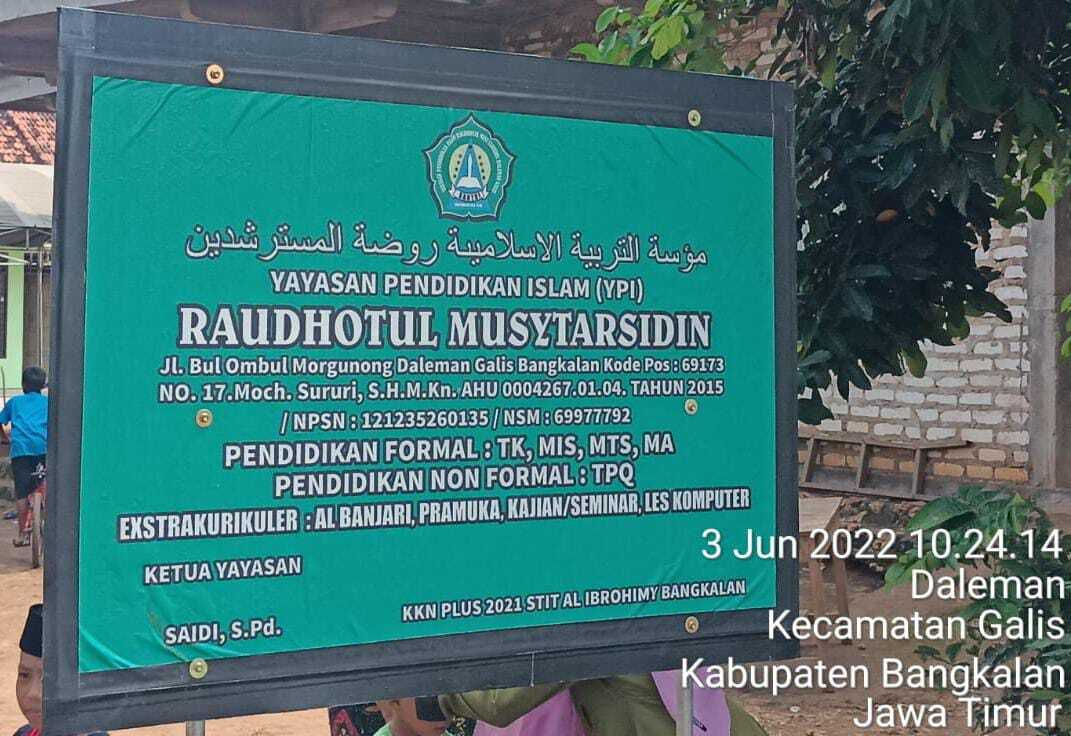 مؤسة التربية الاسلاميية روضة المسترشدين
YAYASAN PENDIDIKAN ISLAM (YPI)
RAUDHOTUL MUSYTARSIDIN
Jl. Bul Ombul Morgunong Daleman Galis Bangkalan Kode Pos : 69173
NO. 17.Moch. Sururi, S.H.M.Kn. AHU 0004267.01.04. TAHUN 2015
/ NPSN : 121235260135 / NSM : 69977792
PENDIDIKAN FORMAL : TK, MIS, MTS, MA
PENDIDIKAN NON FORMAL : TPQ
EXSTRAKURIKULER : AL BANJARI, PRAMUKA, KAJIAN/SEMINAR, LES KOMPUTER
KETUA YAYASAN
SAIDI, S.Pd.
KKN PLUS 2021 STIT AL IBROHIMY BANGKALAN
3 Jun 2022 10.24.14
Daleman
Kecamatan Galis
Kabupaten Bangkalan
Jawa Timur